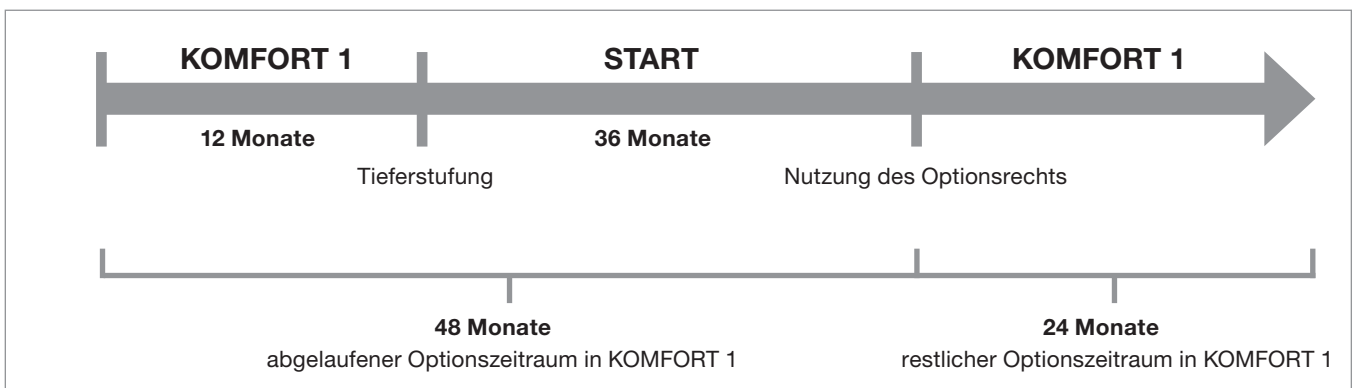 KOMFORT 1 START KOMFORT 1
12 Monate 36 Monate
Tieferstufung Nutzung des Optionsrechts
48 Monate 24 Monate
abgelaufener Optionszeitraum in KOMFORT 1 restlicher Optionszeitraum in KOMFORT 1